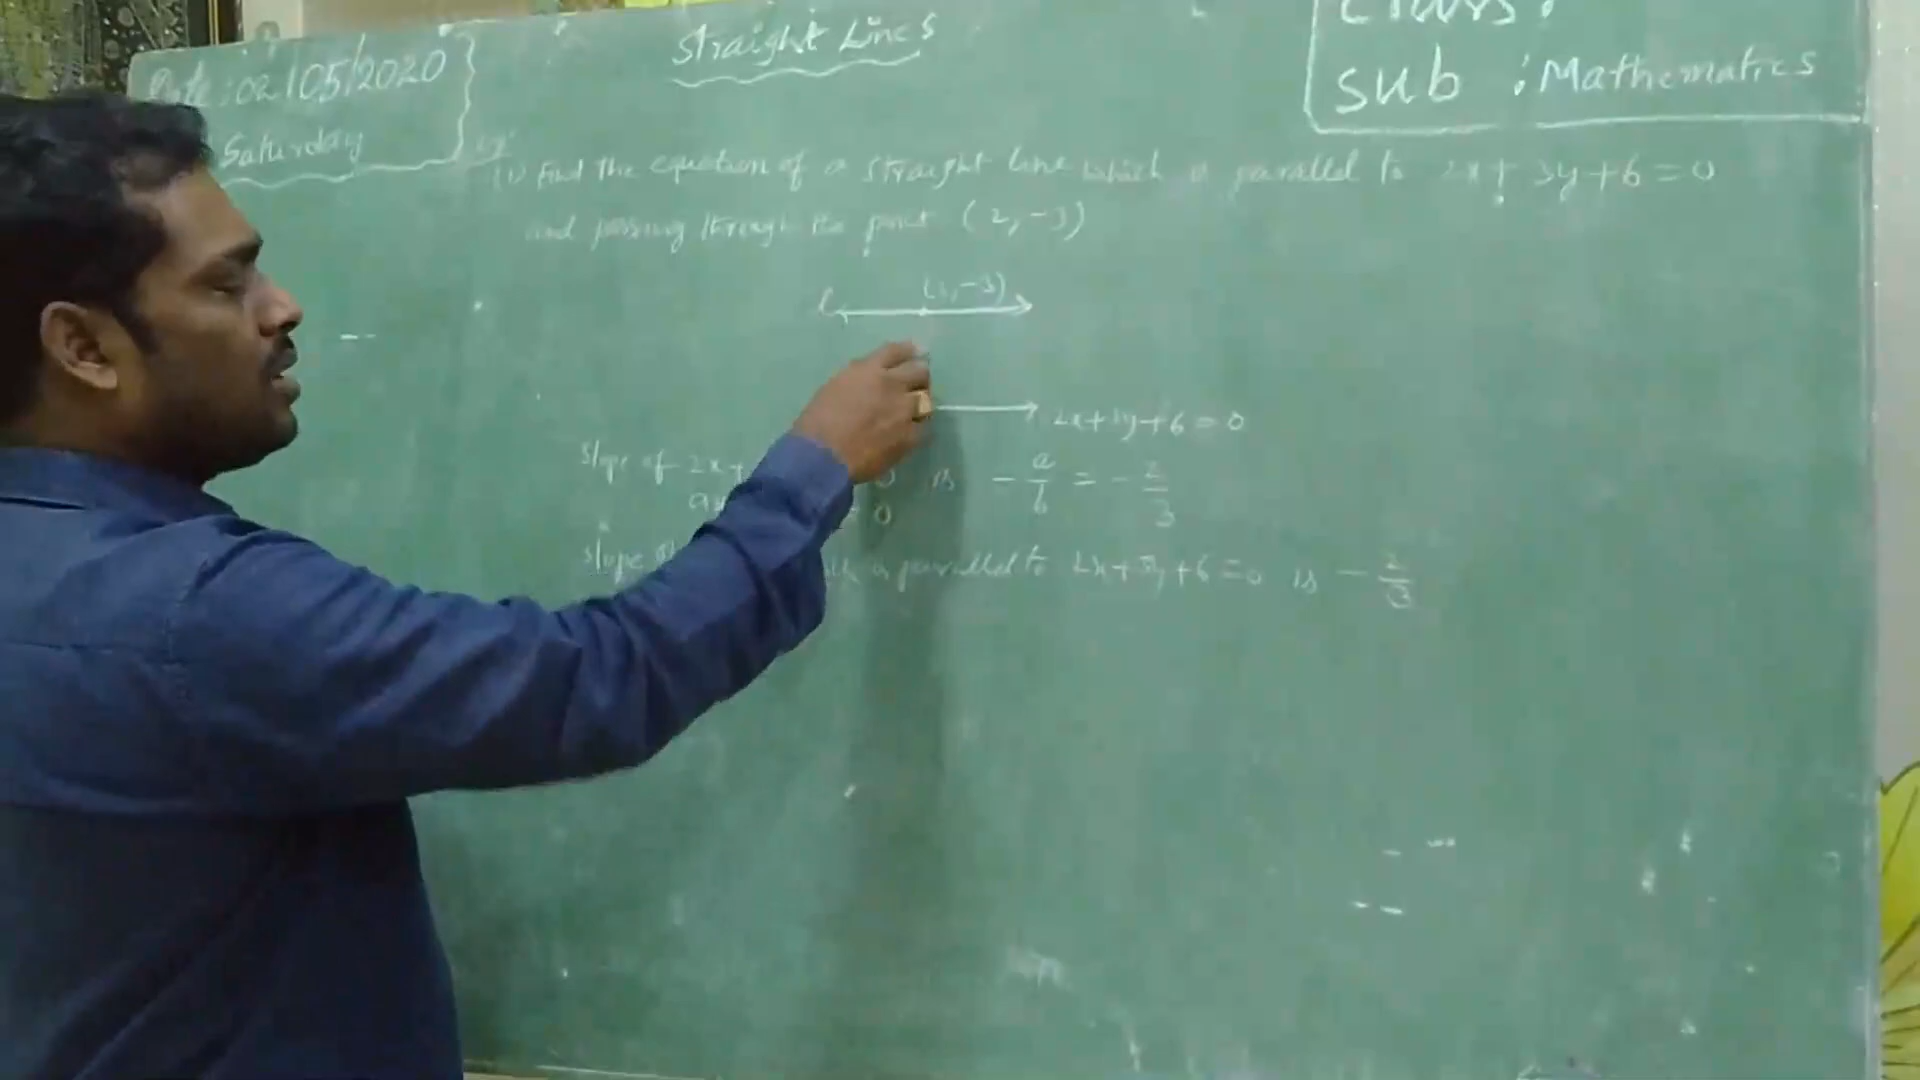 Date : 02/05/2020
Saturday
Straight Lines
Class :
Sub : Mathematics
(1) Find the equation of a straight line which is parallel to 2x + 3y + 6 = 0
and passing through the point (2, -3)
(2, -3)
2x + 3y + 6 = 0
Slope of 2x + 0 is - a/b = - 2/3
= 0
Slope parallel to 2x + 3y + 6 = 0 is - 2/3